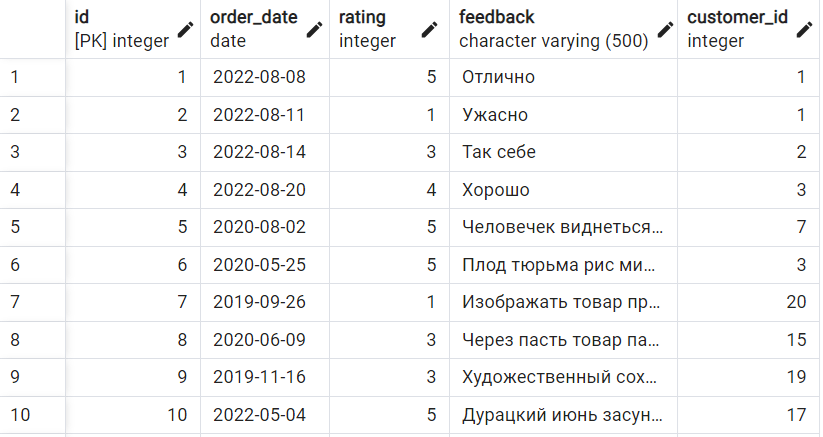 id order_date rating feedback customer_id
[PK] integer date integer character varying (500) integer
1 1 2022-08-08 5 Отлично 1
2 2 2022-08-11 1 Ужасно 1
3 3 2022-08-14 3 Так себе 2
4 4 2022-08-20 4 Хорошо 3
5 5 2020-08-02 5 Человечек виднеться… 7
6 6 2020-05-25 5 Плод тюрьма рис ми… 3
7 7 2019-09-26 1 Изображать товар пр… 20
8 8 2020-06-09 3 Через пасть товар па… 15
9 9 2019-11-16 3 Художественный сох… 19
10 10 2022-05-04 5 Дурацкий июнь засун… 17